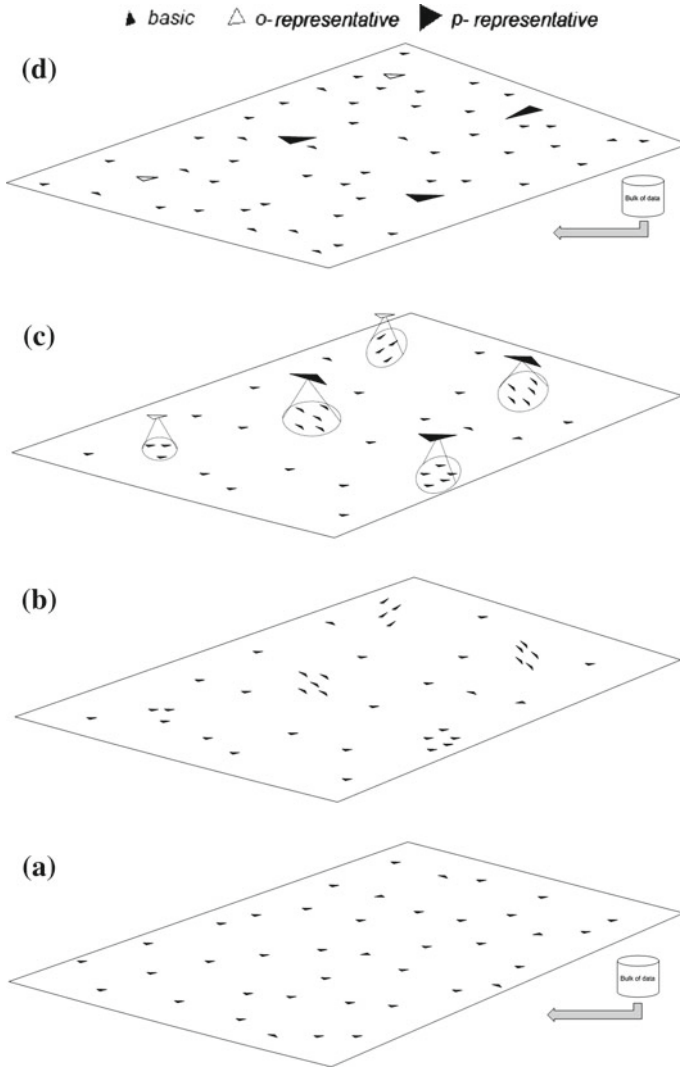 basic o-representative p- representative
(d)
Bulk of data
(c)
(b)
(a)
Bulk of data